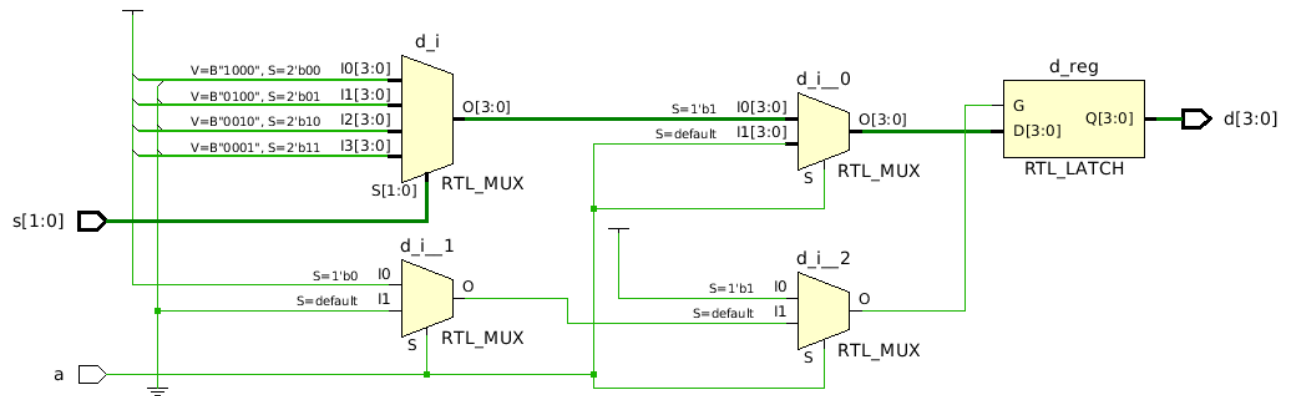 d_i
V=B"1000", S=2'b00 I0[3:0]
V=B"0100", S=2'b01 I1[3:0]
V=B"0010", S=2'b10 I2[3:0]
V=B"0001", S=2'b11 I3[3:0]
O[3:0]
S[1:0]
RTL_MUX
s[1:0]
d_i__0
S=1'b1 I0[3:0]
S=default I1[3:0]
O[3:0]
S
RTL_MUX
d_reg
G
D[3:0]
Q[3:0]
RTL_LATCH
d[3:0]
d_i__1
S=1'b0 I0
S=default I1
O
S
RTL_MUX
a
d_i__2
S=1'b1 I0
S=default I1
O
S
RTL_MUX